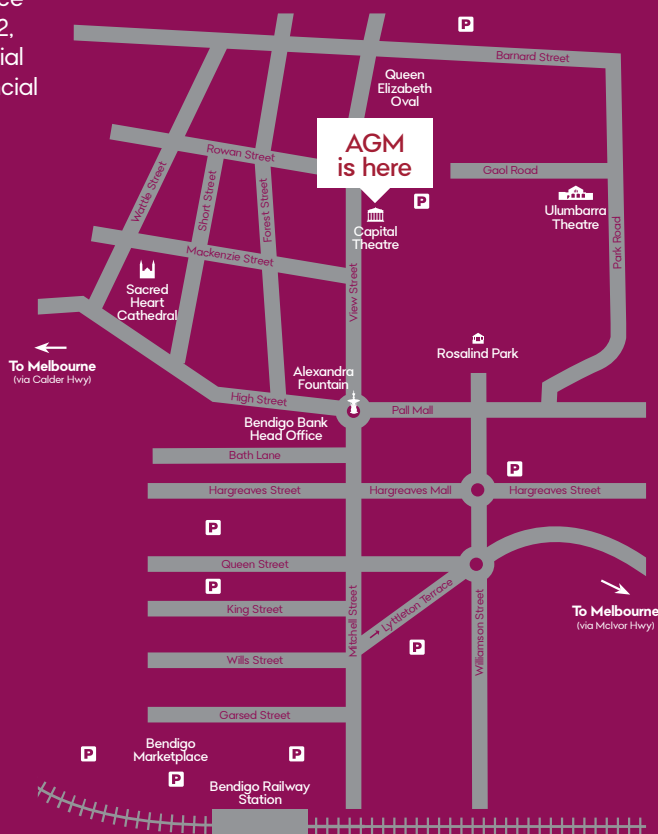 ce
2,
ial
cial
P
Barnard Street
Queen
Elizabeth
Oval
AGM
is here
Rowan Street
Gaol Road
Wattle Street
Short Street
Forest Street
P
Ulumbarra
Theatre
Capital
Theatre
Park Road
Mackenzie Street
View Street
Sacred
Heart
Cathedral
To Melbourne
(via Calder Hwy)
Rosalind Park
Alexandra
Fountain
High Street
Pall Mall
Bendigo Bank
Head Office
Bath Lane
P
Hargreaves Street
Hargreaves Mall
Hargreaves Street
P
Queen Street
P
King Street
Mitchell Street
Lyttleton Terrace
Williamson Street
To Melbourne
(via McIvor Hwy)
P
Wills Street
Garsed Street
Bendigo
Marketplace
P
P
P
Bendigo Railway
Station